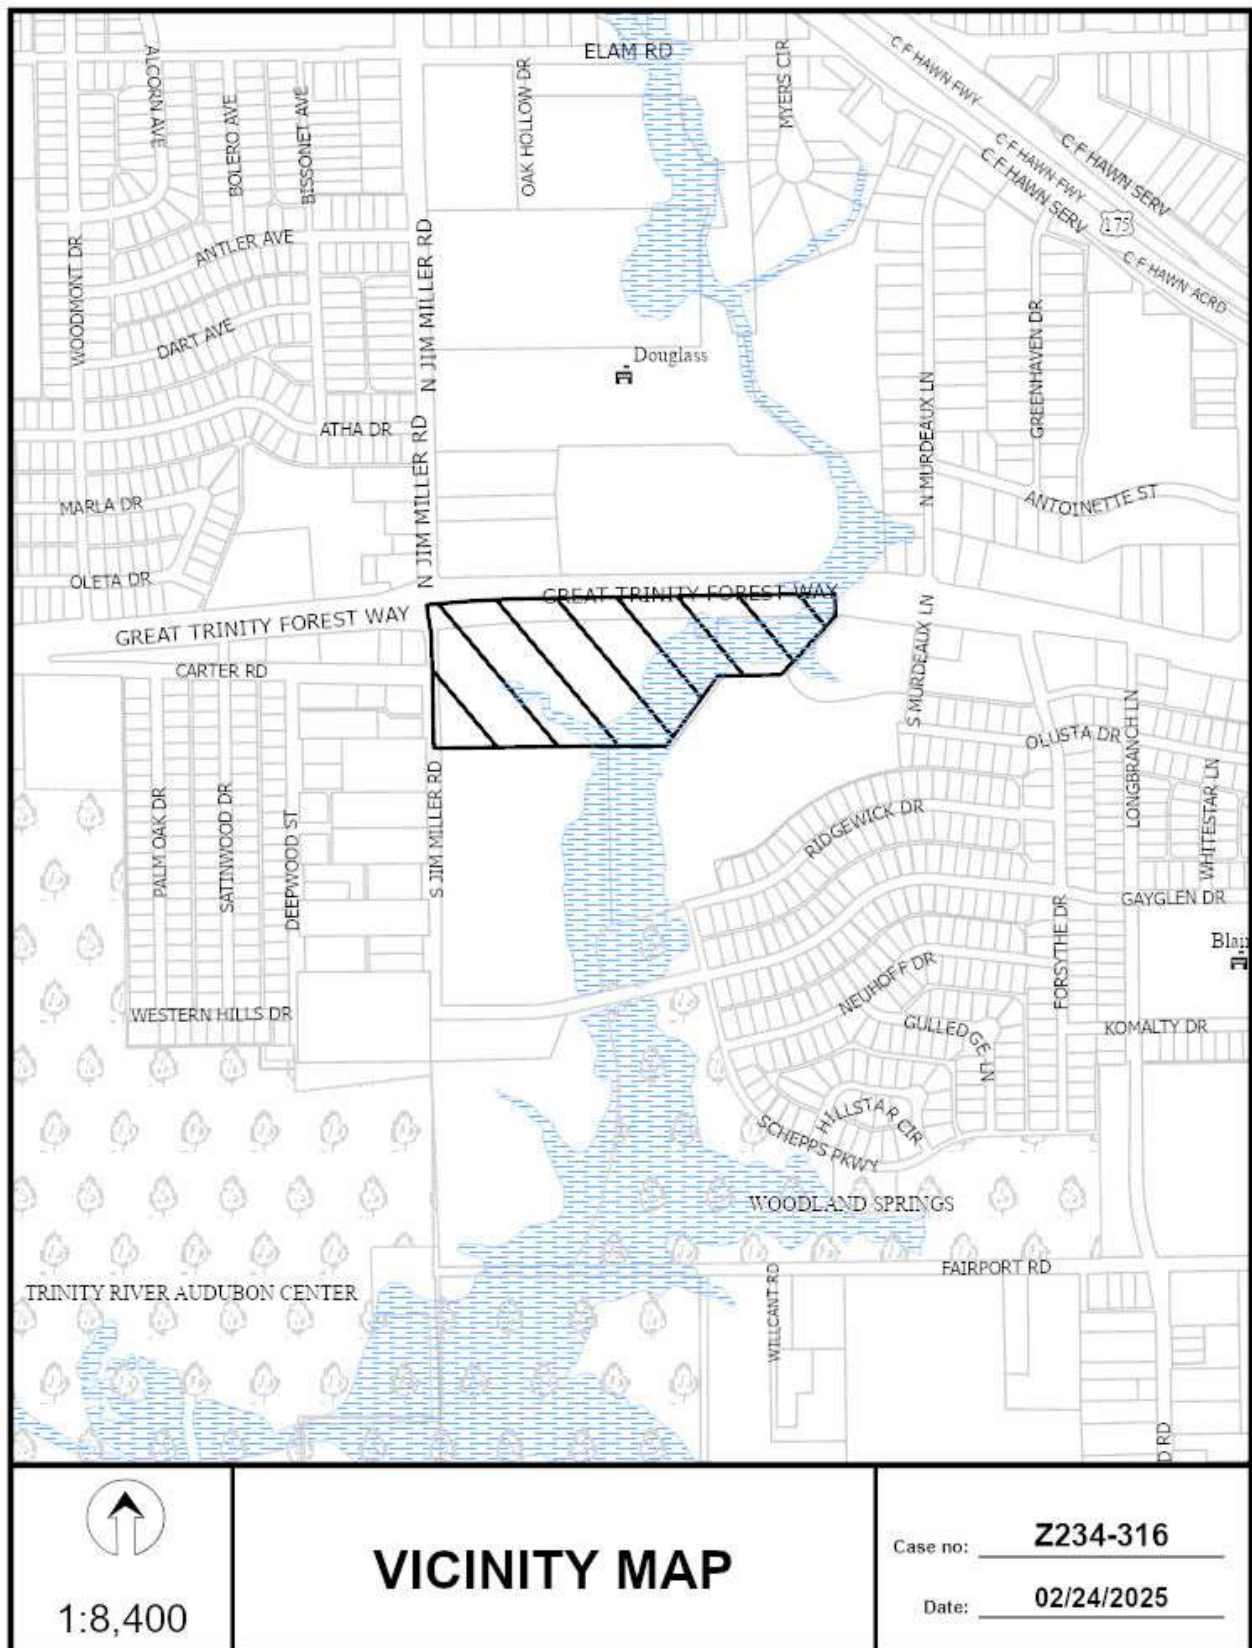 ELAM RD
ALCORN AVE
BOLERO AVE
BISSONET AVE
OAK HOLLOW DR
MYERS CIR
C F HAWN FWY
C F HAWN SERV
C F HAWN FWY
C F HAWN SERV
175
C F HAWN ACRD
WOODMONT DR
ANTLER AVE
DART AVE
N JIM MILLER RD
Douglass
GREENHAVEN DR
N MURDEAUX LN
ATHA DR
N JIM MILLER RD
MARLA DR
ANTOINETTE ST
OLETA DR
GREAT TRINITY FOREST WAY
GREAT TRINITY FOREST WAY
CARTER RD
S MURDEAUX LN
OLUSTA DR
LONGBRANCH LN
WHITESTAR LN
PALM OAK DR
SATINWOOD DR
DEEPWOOD ST
S JIM MILLER RD
RIDGEWICK DR
GAYGLEN DR
FORSYTHE DR
Blair
NEUHOFF DR
WESTERN HILLS DR
GULLEDGE LN
KOMALTY DR
HILLSTAR CIR
SCHEPPS PKWY
WOODLAND SPRINGS
FAIRPORT RD
TRINITY RIVER AUDUBON CENTER
WILLCANT RD
D RD
1:8,400
VICINITY MAP
Case no: Z234-316
Date: 02/24/2025